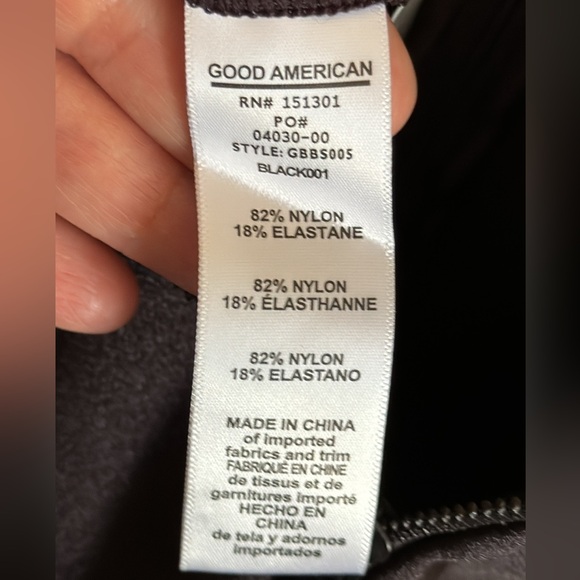 GOOD AMERICAN
RN# 151301
PO#
04030-00
STYLE: GBBS005
BLACK001
82% NYLON
18% ELASTANE
82% NYLON
18% ÉLASTHANNE
82% NYLON
18% ELASTANO
MADE IN CHINA
of imported
fabrics and trim
FABRIQUÉ EN CHINE
de tissus et de
garnitures importé
HECHO EN
CHINA
de tela y adornos
importados